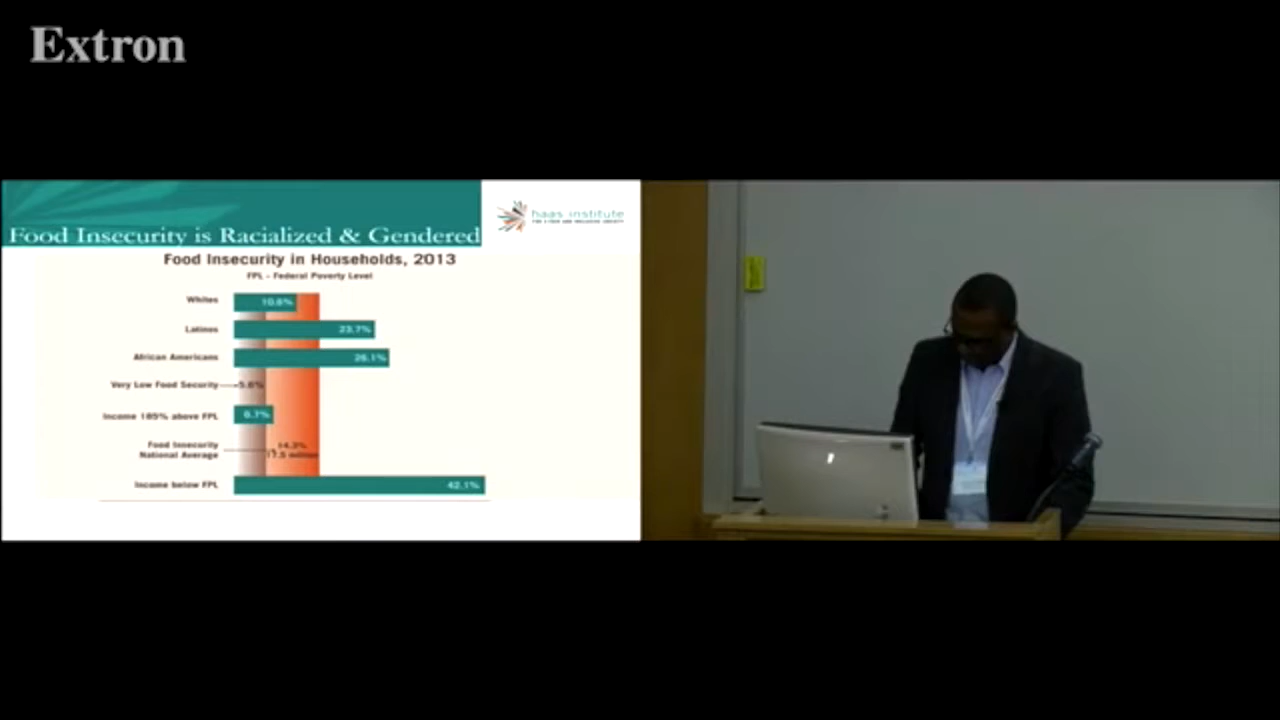 Extron
Food Insecurity is Racialized & Gendered
haas institute
Food Insecurity in Households, 2013
FPL - Federal Poverty Level
Whites
10.6%
Latinos
23.7%
African Americans
26.1%
Very Low Food Security
5.6%
Income 185% above FPL
6.7%
Food Insecurity
National Average
14.3%
million
Income below FPL
42.1%